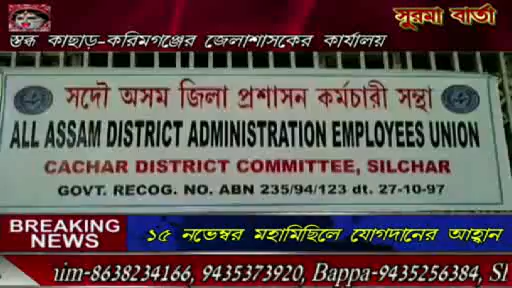 সুরমা বার্তা
স্তব্ধ কাছাড়-করিমগঞ্জের জেলাশাসকের কার্যালয়
সদৌ অসম জিলা প্ৰশাসন কৰ্মচাৰী সন্থা
ALL ASSAM DISTRICT ADMINISTRATION EMPLOYEES UNION
CACHAR DISTRICT COMMITTEE, SILCHAR
GOVT. RECOG. NO. ABN 235/94/123 dt. 27-10-97
BREAKING NEWS
১৫ নভেম্বর মহামিছিলে যোগদানের আহ্বান
im-8638234166, 9435373920, Bappa-9435256384, Sl